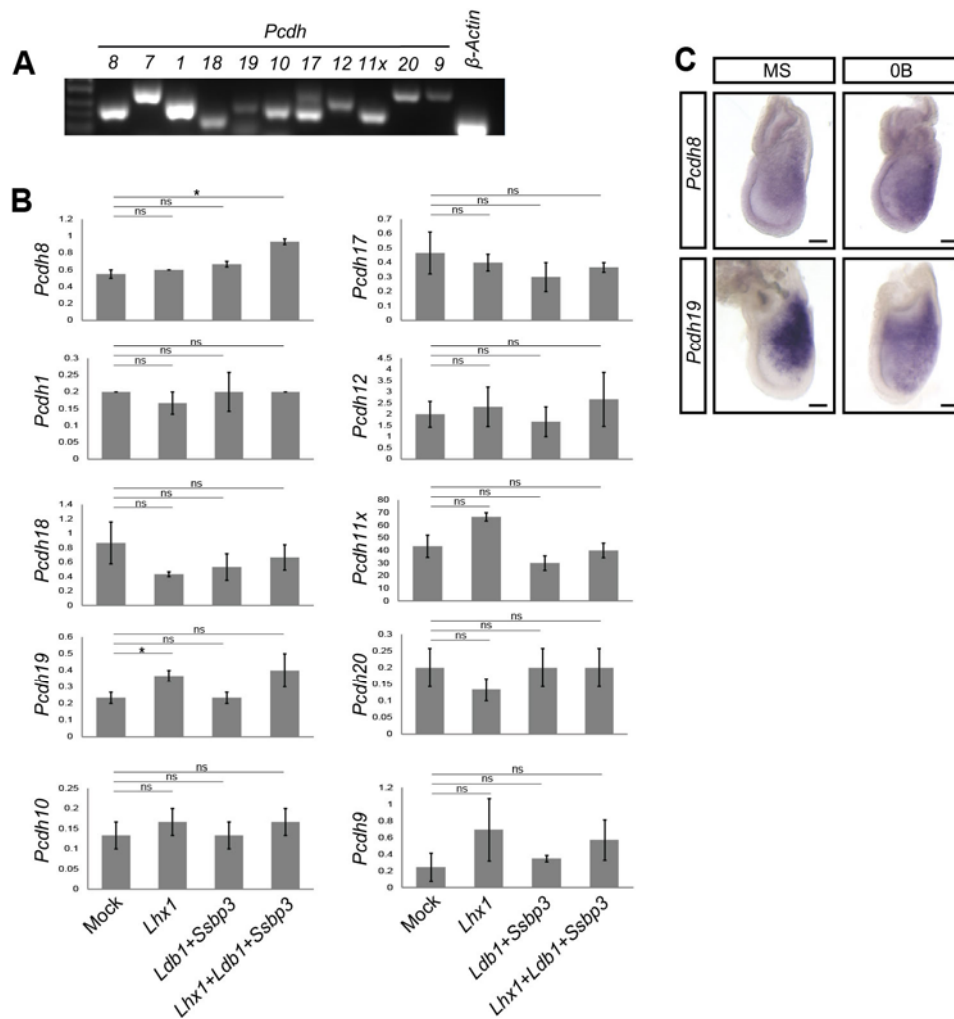 A
Pcdh
8 7 1 18 19 10 17 12 11x 20 9 β-Actin
B
Pcdh8
1.2
1
0.8
0.6
0.4
0.2
0
*
ns
ns
Pcdh1
0.3
0.25
0.2
0.15
0.1
0.05
0
ns
ns
ns
Pcdh18
1.4
1.2
1
0.8
0.6
0.4
0.2
0
ns
ns
ns
Pcdh19
0.6
0.5
0.4
0.3
0.2
0.1
0
ns
ns
*
Pcdh10
0.25
0.2
0.15
0.1
0.05
0
ns
ns
ns
Mock
Lhx1
Ldb1+Ssbp3
Lhx1+Ldb1+Ssbp3
Pcdh17
0.7
0.6
0.5
0.4
0.3
0.2
0.1
0
ns
ns
ns
Pcdh12
4.5
4
3.5
3
2.5
2
1.5
1
0.5
0
ns
ns
ns
Pcdh11x
80
70
60
50
40
30
20
10
0
ns
ns
ns
Pcdh20
0.3
0.25
0.2
0.15
0.1
0.05
0
ns
ns
ns
Pcdh9
1.2
1
0.8
0.6
0.4
0.2
0
ns
ns
ns
Mock
Lhx1
Ldb1+Ssbp3
Lhx1+Ldb1+Ssbp3
C
MS 0B
Pcdh8
Pcdh19